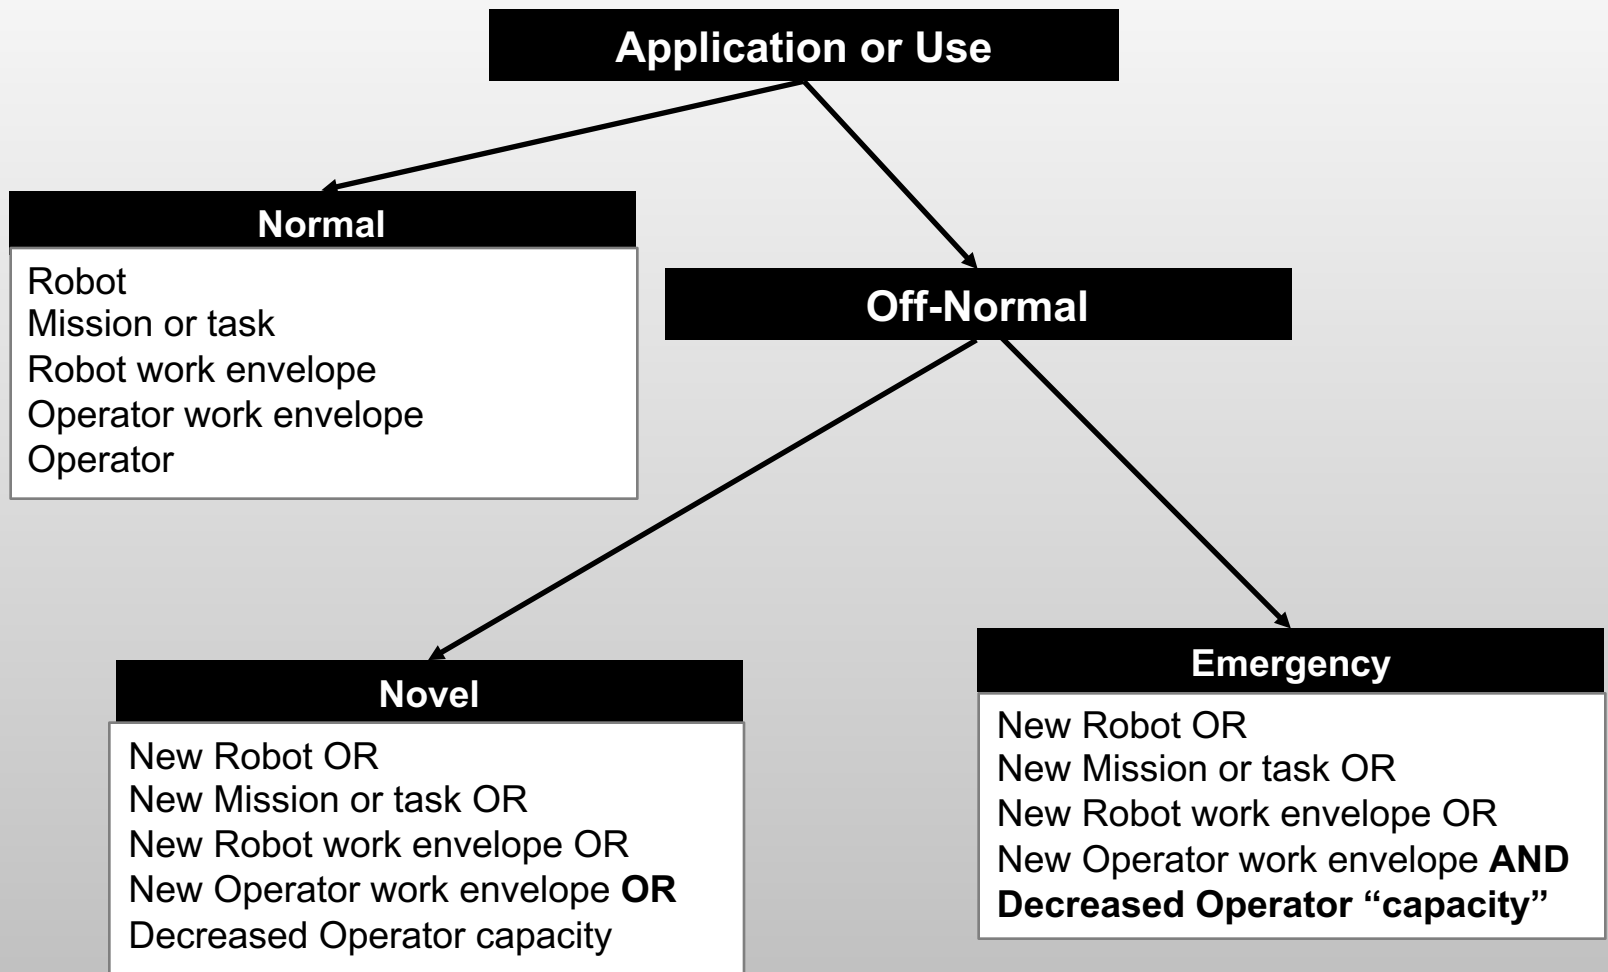 Application or Use
Normal
Robot
Mission or task
Robot work envelope
Operator work envelope
Operator
Off-Normal
Novel
New Robot OR
New Mission or task OR
New Robot work envelope OR
New Operator work envelope OR
Decreased Operator capacity
Emergency
New Robot OR
New Mission or task OR
New Robot work envelope OR
New Operator work envelope AND
Decreased Operator “capacity”